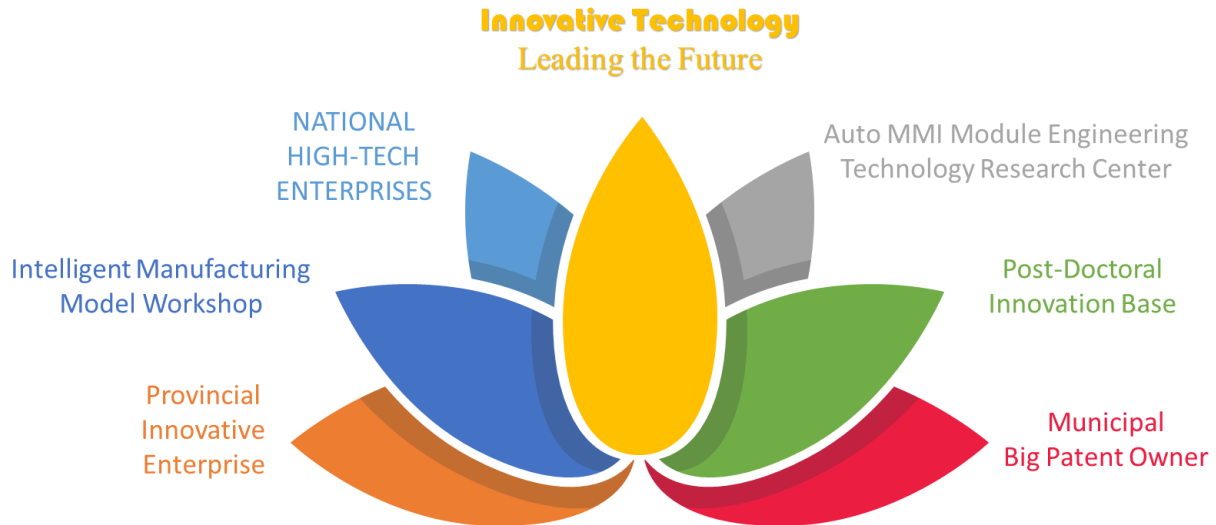 Innovative Technology
Leading the Future
NATIONAL
HIGH-TECH
ENTERPRISES
Auto MMI Module Engineering
Technology Research Center
Intelligent Manufacturing
Model Workshop
Post-Doctoral
Innovation Base
Provincial
Innovative
Enterprise
Municipal
Big Patent Owner